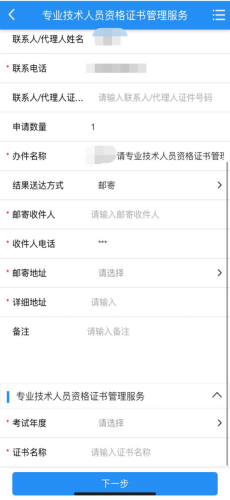 专业技术人员资格证书管理服务
联系人/代理人姓名
* 联系电话
联系人/代理人证... 请输入联系人/代理人证件号码
申请数量 1
* 办件名称 请专业技术人员资格证书管理
结果送达方式 邮寄
* 邮寄收件人 请输入邮寄收件人
* 收件人电话 ***
* 邮寄地址 请选择
* 详细地址 请输入
备注 请输入备注
专业技术人员资格证书管理服务
* 考试年度 请选择
* 证书名称 请输入证书名称
下一步